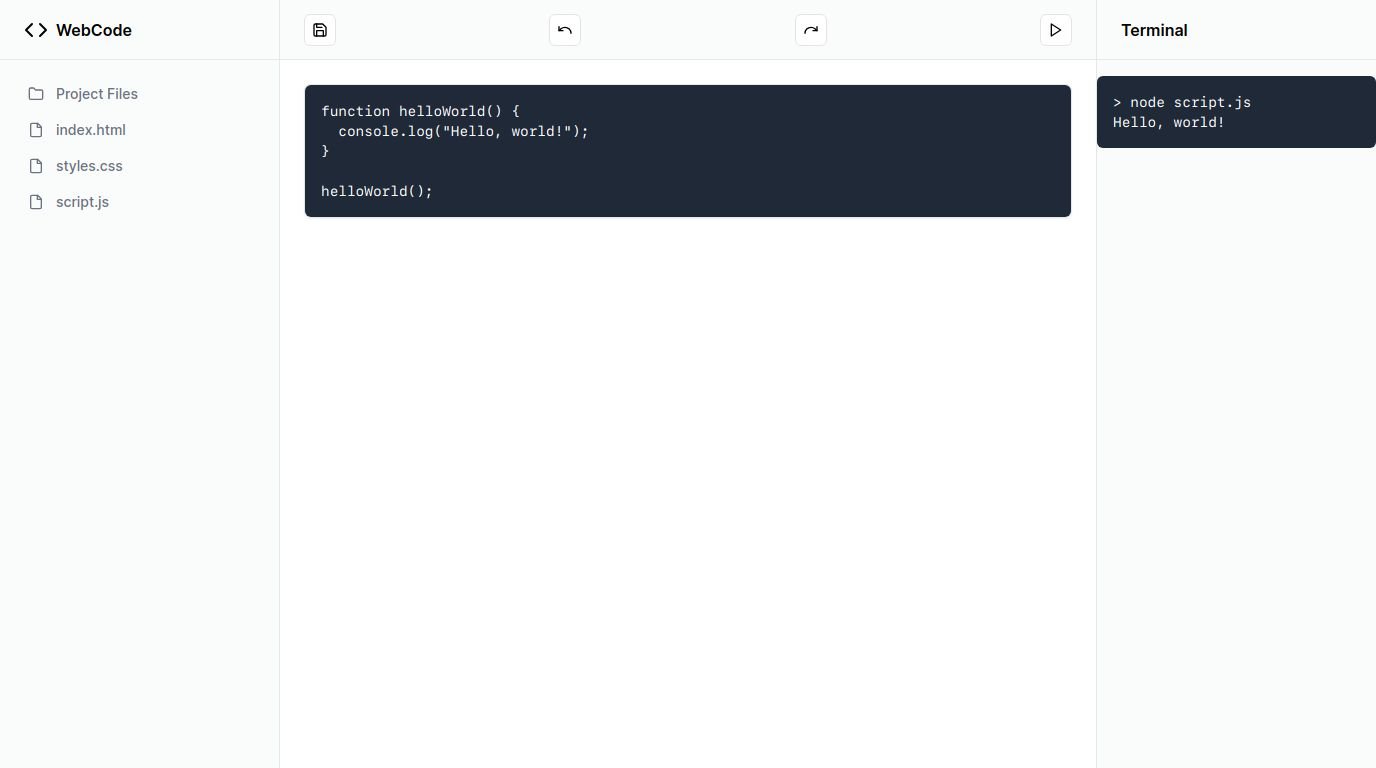 WebCode
Project Files
index.html
styles.css
script.js
function helloWorld() {
  console.log("Hello, world!");
}

helloWorld();
Terminal
> node script.js
Hello, world!